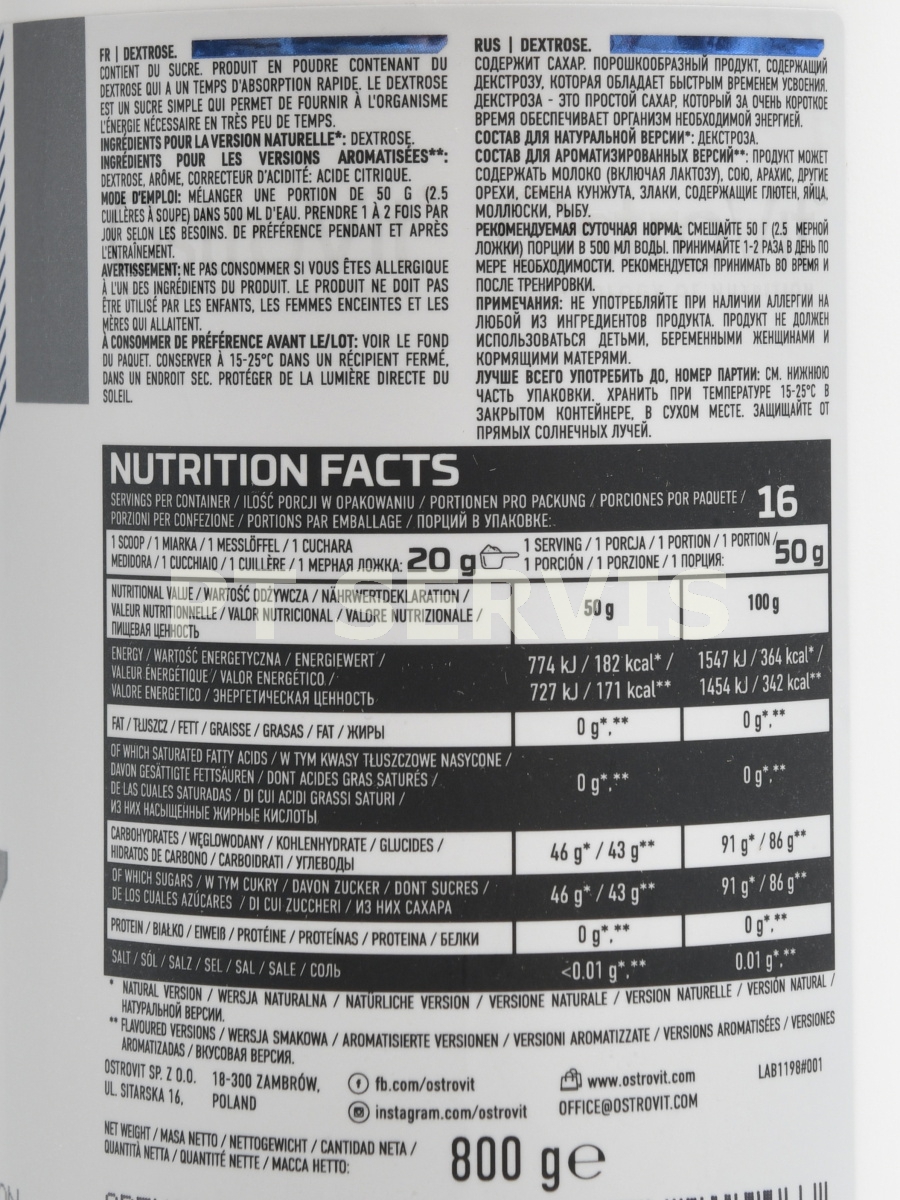 FR | DEXTROSE.
CONTIENT DU SUCRE. PRODUIT EN POUDRE CONTENANT DU
DEXTROSE QUI A UN TEMPS D'ABSORPTION RAPIDE. LE DEXTROSE
EST UN SUCRE SIMPLE QUI PERMET DE FOURNIR À L'ORGANISME
L'ÉNERGIE NÉCESSAIRE EN TRÈS PEU DE TEMPS.
INGRÉDIENTS POUR LA VERSION NATURELLE*: DEXTROSE.
INGRÉDIENTS POUR LES VERSIONS AROMATISÉES**:
DEXTROSE, ARÔME, CORRECTEUR D'ACIDITÉ: ACIDE CITRIQUE.
MODE D'EMPLOI: MÉLANGER UNE PORTION DE 50 G (2.5
CUILLÈRES À SOUPE) DANS 500 ML D'EAU. PRENDRE 1 À 2 FOIS PAR
JOUR SELON LES BESOINS. DE PRÉFÉRENCE PENDANT ET APRÈS
L'ENTRAÎNEMENT.
AVERTISSEMENT: NE PAS CONSOMMER SI VOUS ÊTES ALLERGIQUE
À L'UN DES INGRÉDIENTS DU PRODUIT. LE PRODUIT NE DOIT PAS
ÊTRE UTILISÉ PAR LES ENFANTS, LES FEMMES ENCEINTES ET LES
MÈRES QUI ALLAITENT.
À CONSOMMER DE PRÉFÉRENCE AVANT LE/LOT: VOIR LE FOND
DU PAQUET. CONSERVER À 15-25°C DANS UN RÉCIPIENT FERMÉ,
DANS UN ENDROIT SEC. PROTÉGER DE LA LUMIÈRE DIRECTE DU
SOLEIL.
RUS | DEXTROSE.
СОДЕРЖИТ САХАР. ПОРОШКООБРАЗНЫЙ ПРОДУКТ, СОДЕРЖАЩИЙ
ДЕКСТРОЗУ, КОТОРАЯ ОБЛАДАЕТ БЫСТРЫМ ВРЕМЕНЕМ УСВОЕНИЯ.
ДЕКСТРОЗА - ЭТО ПРОСТОЙ САХАР, КОТОРЫЙ ЗА ОЧЕНЬ КОРОТКОЕ
ВРЕМЯ ОБЕСПЕЧИВАЕТ ОРГАНИЗМ НЕОБХОДИМОЙ ЭНЕРГИЕЙ.
СОСТАВ ДЛЯ НАТУРАЛЬНОЙ ВЕРСИИ*: ДЕКСТРОЗА.
СОСТАВ ДЛЯ АРОМАТИЗИРОВАННЫХ ВЕРСИЙ**: ПРОДУКТ МОЖЕТ
СОДЕРЖАТЬ МОЛОКО (ВКЛЮЧАЯ ЛАКТОЗУ), СОЮ, АРАХИС, ДРУГИЕ
ОРЕХИ, СЕМЕНА КУНЖУТА, ЗЛАКИ, СОДЕРЖАЩИЕ ГЛЮТЕН, ЯЙЦА,
МОЛЛЮСКИ, РЫБУ.
РЕКОМЕНДУЕМАЯ СУТОЧНАЯ НОРМА: СМЕШАЙТЕ 50 Г (2.5 МЕРНОЙ
ЛОЖКИ) ПОРЦИИ В 500 МЛ ВОДЫ. ПРИНИМАЙТЕ 1-2 РАЗА В ДЕНЬ ПО
МЕРЕ НЕОБХОДИМОСТИ. РЕКОМЕНДУЕТСЯ ПРИНИМАТЬ ВО ВРЕМЯ И
ПОСЛЕ ТРЕНИРОВКИ.
ПРИМЕЧАНИЯ: НЕ УПОТРЕБЛЯЙТЕ ПРИ НАЛИЧИИ АЛЛЕРГИИ НА
ЛЮБОЙ ИЗ ИНГРЕДИЕНТОВ ПРОДУКТА. ПРОДУКТ НЕ ДОЛЖЕН
ИСПОЛЬЗОВАТЬСЯ ДЕТЬМИ, БЕРЕМЕННЫМИ ЖЕНЩИНАМИ И
КОРМЯЩИМИ МАТЕРЯМИ.
ЛУЧШЕ ВСЕГО УПОТРЕБИТЬ ДО, НОМЕР ПАРТИИ: СМ. НИЖНЮЮ
ЧАСТЬ УПАКОВКИ. ХРАНИТЬ ПРИ ТЕМПЕРАТУРЕ 15-25°C В
ЗАКРЫТОМ КОНТЕЙНЕРЕ, В СУХОМ МЕСТЕ. ЗАЩИЩАЙТЕ ОТ
ПРЯМЫХ СОЛНЕЧНЫХ ЛУЧЕЙ.
NUTRITION FACTS
SERVINGS PER CONTAINER / ILOŚĆ PORCJI W OPAKOWANIU / PORTIONEN PRO PACKUNG / PORCIONES POR PAQUETE /
PORZIONI PER CONFEZIONE / PORTIONS PAR EMBALLAGE / ПОРЦИЙ В УПАКОВКЕ: 16
1 SCOOP / 1 MIARKA / 1 MESSLÖFFEL / 1 CUCHARA
MEDIDORA / 1 CUCCHIAIO / 1 CUILLÈRE / 1 МЕРНАЯ ЛОЖКА: 20 g
1 SERVING / 1 PORCJA / 1 PORTION / 1 PORTION /
1 PORCIÓN / 1 PORZIONE / 1 ПОРЦИЯ: 50 g
NUTRITIONAL VALUE / WARTOŚĆ ODŻYWCZA / NÄHRWERTDEKLARATION /
VALEUR NUTRITIONNELLE / VALOR NUTRICIONAL / VALORE NUTRIZIONALE /
ПИЩЕВАЯ ЦЕННОСТЬ
50 g 100 g
ENERGY / WARTOŚĆ ENERGETYCZNA / ENERGIEWERT /
VALEUR ÉNERGÉTIQUE / VALOR ENERGÉTICO /
VALORE ENERGETICO / ЭНЕРГЕТИЧЕСКАЯ ЦЕННОСТЬ
774 kJ / 182 kcal* / 1547 kJ / 364 kcal* /
727 kJ / 171 kcal** 1454 kJ / 342 kcal**
FAT / TŁUSZCZ / FETT / GRAISSE / GRASAS / FAT / ЖИРЫ 0 g*,** 0 g*,**
OF WHICH SATURATED FATTY ACIDS / W TYM KWASY TŁUSZCZOWE NASYCONE /
DAVON GESÄTTIGTE FETTSÄUREN / DONT ACIDES GRAS SATURÉS /
DE LAS CUALES SATURADAS / DI CUI ACIDI GRASSI SATURI /
ИЗ НИХ НАСЫЩЕННЫЕ ЖИРНЫЕ КИСЛОТЫ
0 g*,** 0 g*,**
CARBOHYDRATES / WĘGLOWODANY / KOHLENHYDRATE / GLUCIDES /
HIDRATOS DE CARBONO / CARBOIDRATI / УГЛЕВОДЫ
46 g* / 43 g** 91 g* / 86 g**
OF WHICH SUGARS / W TYM CUKRY / DAVON ZUCKER / DONT SUCRES /
DE LOS CUALES AZÚCARES / DI CUI ZUCCHERI / ИЗ НИХ САХАРА
46 g* / 43 g** 91 g* / 86 g**
PROTEIN / BIAŁKO / EIWEIß / PROTÉINE / PROTEÍNAS / PROTEINA / БЕЛКИ 0 g*,** 0 g*,**
SALT / SÓL / SALZ / SEL / SAL / SALE / СОЛЬ <0.01 g*,** 0.01 g*,**
* NATURAL VERSION / WERSJA NATURALNA / NATÜRLICHE VERSION / VERSIONE NATURALE / VERSION NATURELLE / VERSIÓN NATURAL /
НАТУРАЛЬНОЙ ВЕРСИИ.
** FLAVOURED VERSIONS / WERSJA SMAKOWA / AROMATISIERTE VERSIONEN / VERSIONI AROMATIZZATE / VERSIONS AROMATISÉES / VERSIONES
AROMATIZADAS / ВКУСОВАЯ ВЕРСИЯ.
OSTROVIT SP. Z O.O.
UL. SITARSKA 16,
18-300 ZAMBRÓW,
POLAND
fb.com/ostrovit
instagram.com/ostrovit
www.ostrovit.com
OFFICE@OSTROVIT.COM
LAB1198#001
NET WEIGHT / MASA NETTO / NETTOGEWICHT / CANTIDAD NETA /
QUANTITÀ NETTA / QUANTITÉ NETTE / МАССА НЕТТО:
800 g e
PT SERVIS